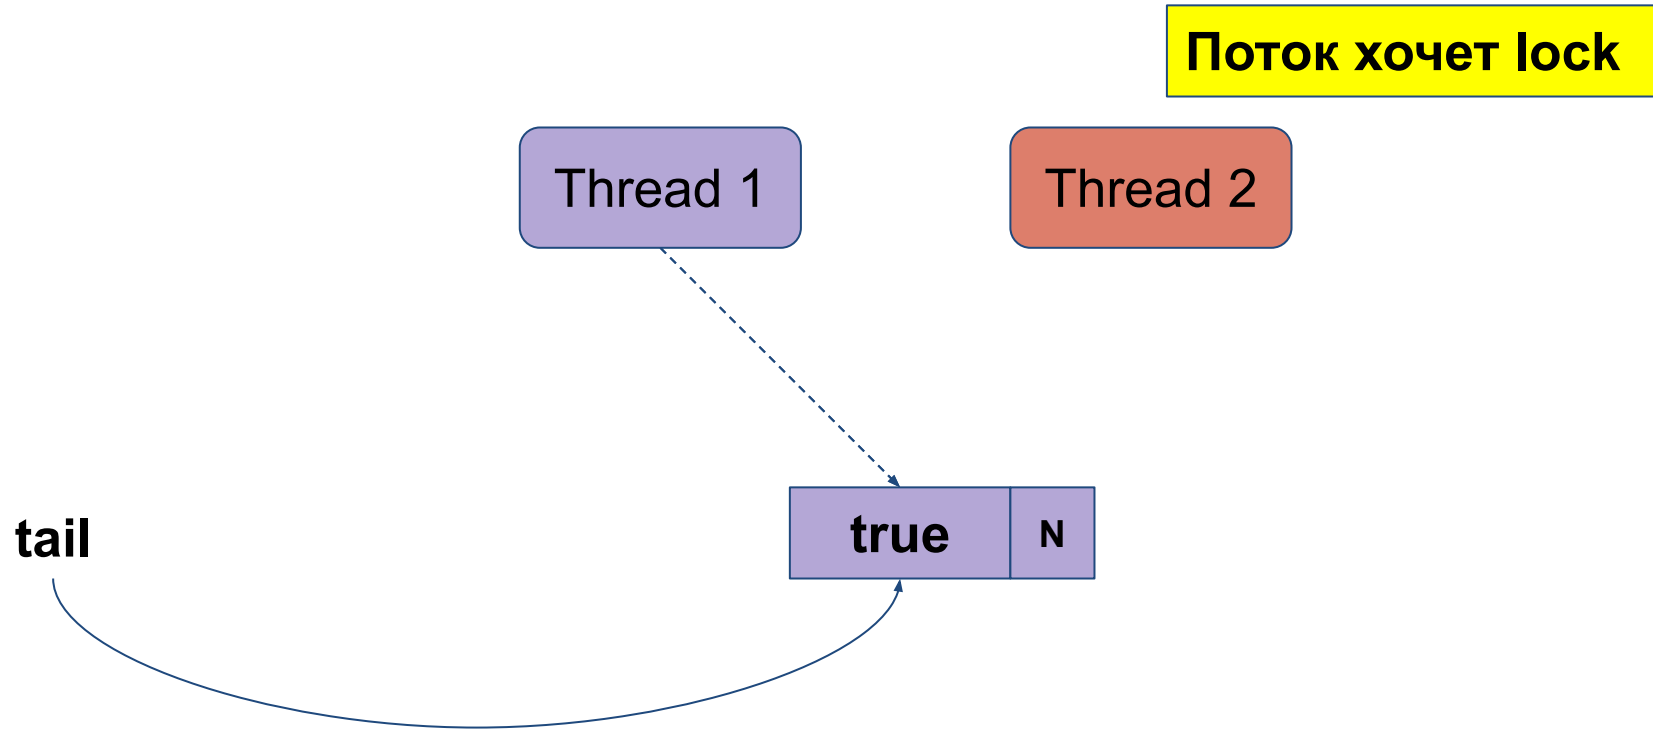 Поток хочет lock
Thread 1
Thread 2
tail
true
N